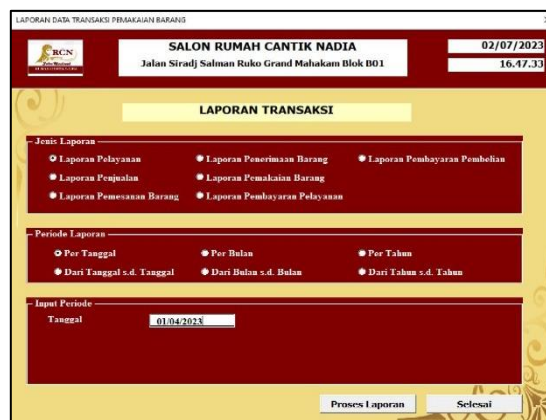 LAPORAN DATA TRANSAKSI PEMAKAIAN BARANG
RCN
SALON RUMAH CANTIK NADIA
Jalan Siradj Salman Ruko Grand Mahakam Blok B01
02/07/2023
16.47.33
LAPORAN TRANSAKSI
Jenis Laporan
Laporan Pelayanan
Laporan Penerimaan Barang
Laporan Pembayaran Pembelian
Laporan Penjualan
Laporan Pemakaian Barang
Laporan Pemesanan Barang
Laporan Pembayaran Pelayanan
Periode Laporan
Per Tanggal
Per Bulan
Per Tahun
Dari Tanggal s.d. Tanggal
Dari Bulan s.d. Bulan
Dari Tahun s.d. Tahun
Input Periode
Tanggal
01/04/2023
Proses Laporan
Selesai